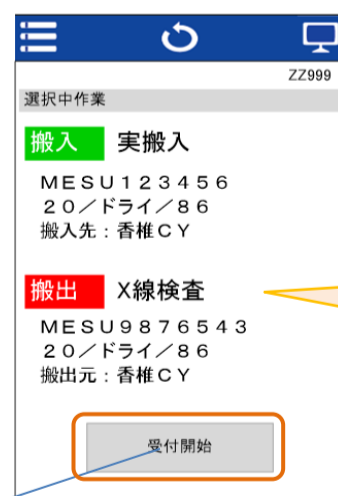 ZZ999
選択中作業
搬入 実搬入
ＭＥＳＵ１２３４５６
２０／ドライ／８６
搬入先：香椎ＣＹ
搬出 X線検査
ＭＥＳＵ９８７６５４３
２０／ドライ／８６
搬出元：香椎ＣＹ
受付開始